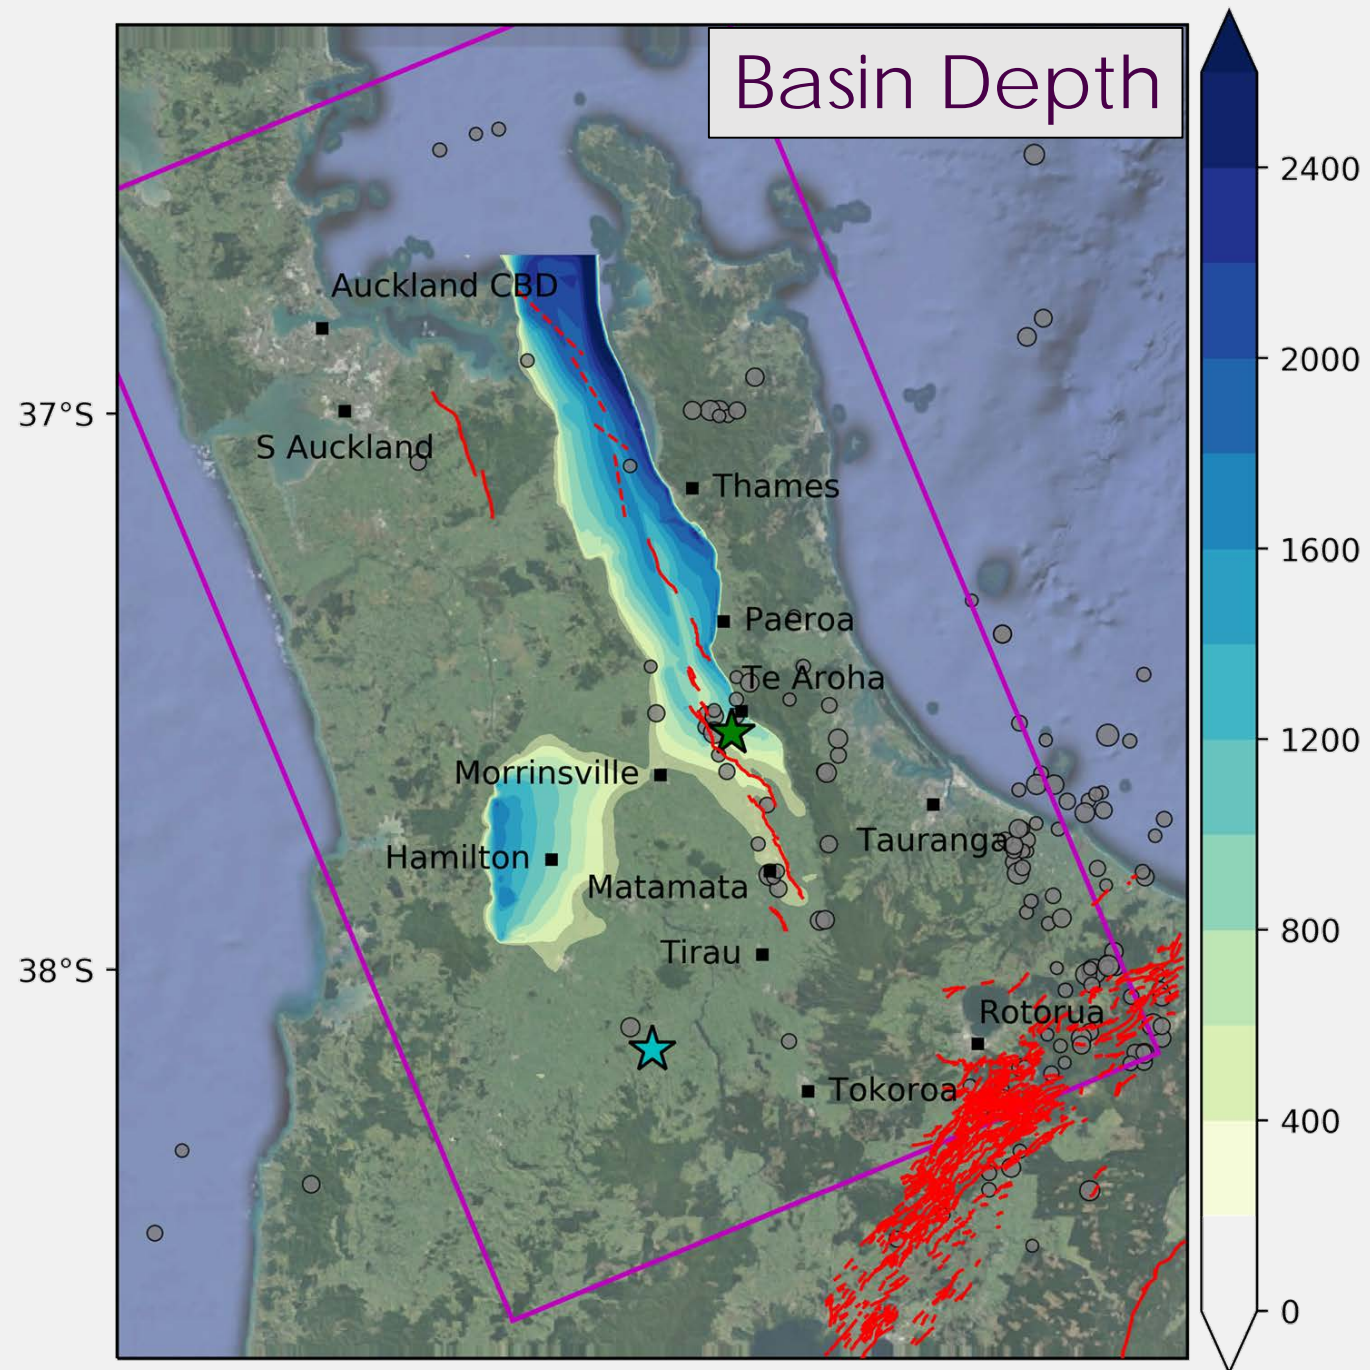 Basin Depth
2400
Auckland CBD
2000
37°S
S Auckland
Thames
1600
Paeroa
Te Aroha
1200
Morrinsville
Tauranga
Hamilton
Matamata
800
Tirau
38°S
Rotorua
Tokoroa
400
0